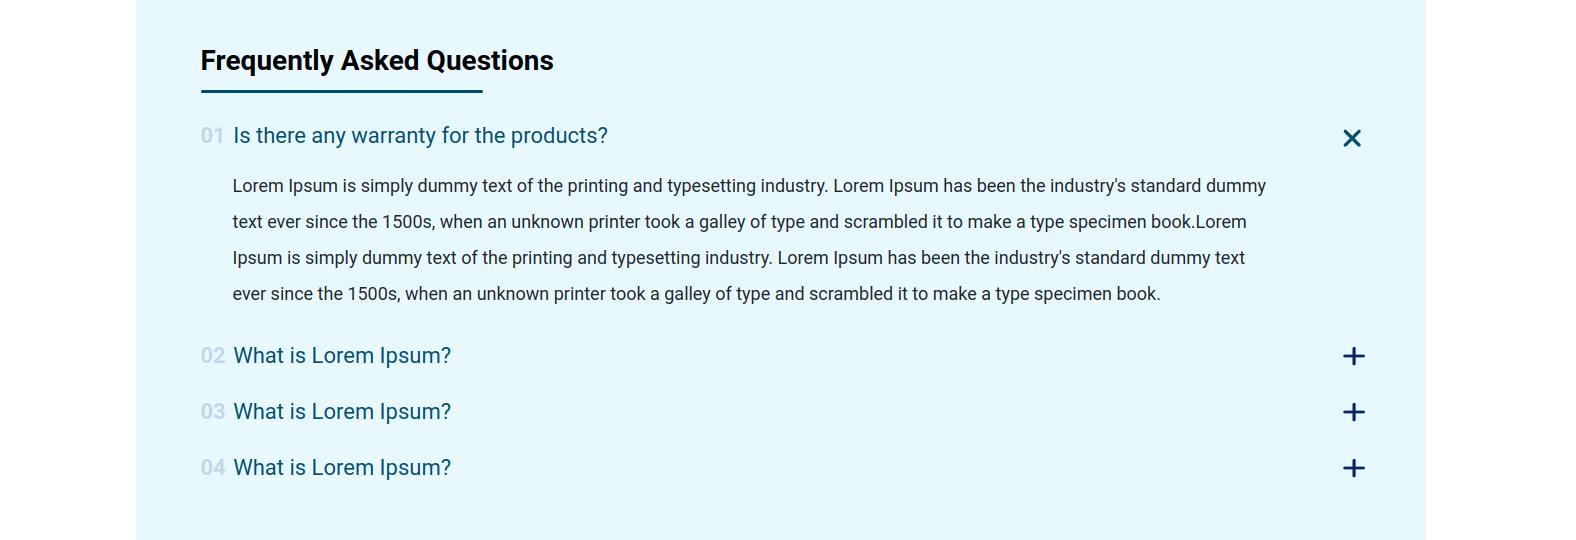 Frequently Asked Questions
01 Is there any warranty for the products?
Lorem Ipsum is simply dummy text of the printing and typesetting industry. Lorem Ipsum has been the industry's standard dummy
text ever since the 1500s, when an unknown printer took a galley of type and scrambled it to make a type specimen book.Lorem
Ipsum is simply dummy text of the printing and typesetting industry. Lorem Ipsum has been the industry's standard dummy text
ever since the 1500s, when an unknown printer took a galley of type and scrambled it to make a type specimen book.
02 What is Lorem Ipsum?
03 What is Lorem Ipsum?
04 What is Lorem Ipsum?